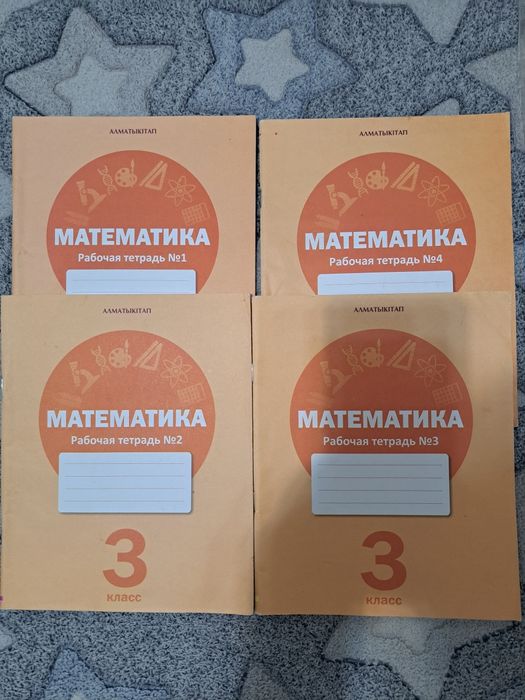 АЛМАТЫКІТАП
МАТЕМАТИКА
Рабочая тетрадь №1
АЛМАТЫКІТАП
МАТЕМАТИКА
Рабочая тетрадь №4
АЛМАТЫКІТАП
МАТЕМАТИКА
Рабочая тетрадь №2
3
класс
АЛМАТЫКІТАП
МАТЕМАТИКА
Рабочая тетрадь №3
3
класс